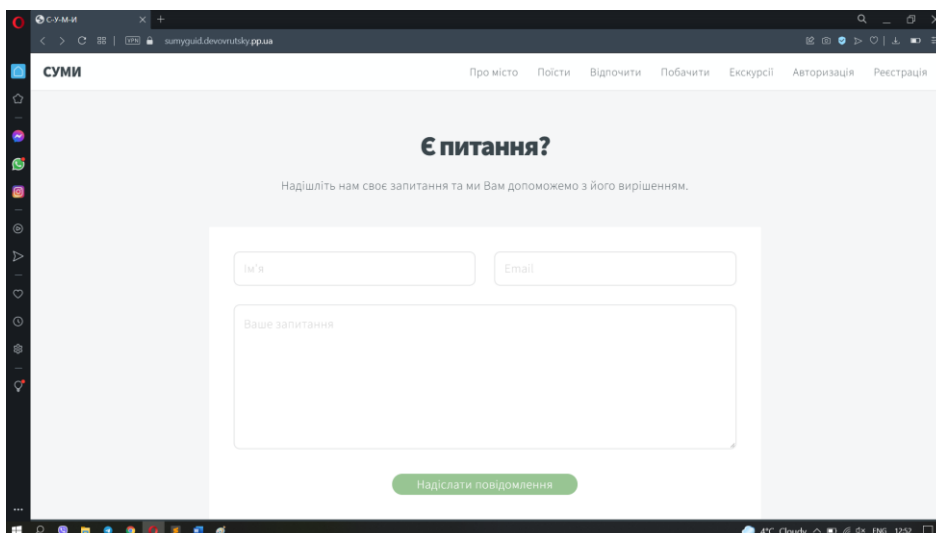 С-У-М-И
VPN
sumyguid.devovrutsky.pp.ua
СУМИ
Про місто Поїсти Відпочити Побачити Екскурсії Авторизація Реєстрація
Є питання?
Надішліть нам своє запитання та ми Вам допоможемо з його вирішенням.
Ім'я Email
Ваше запитання
Надіслати повідомлення
4°C Cloudy ENG 12:52